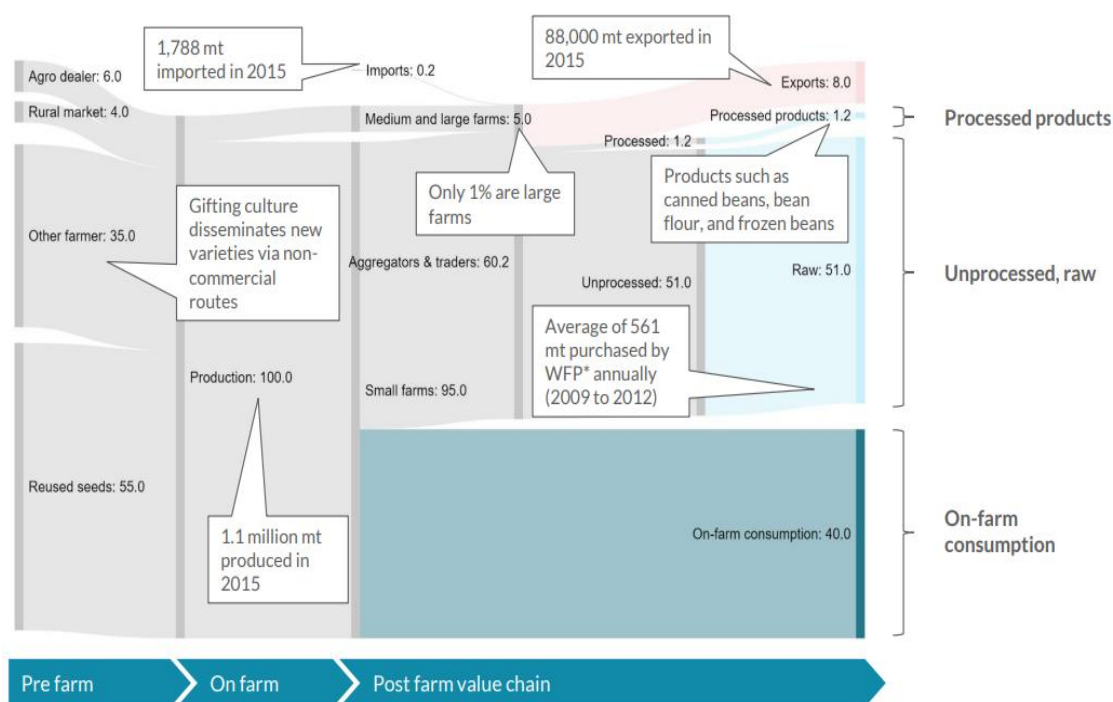 1,788 mt
imported in 2015
88,000 mt exported in
2015
Agro dealer: 6.0
Imports: 0.2
Exports: 8.0
Rural market: 4.0
Medium and large farms: 5.0
Processed products: 1.2
Processed products
Processed: 1.2
Only 1% are large
farms
Products such as
canned beans, bean
flour, and frozen beans
Gifting culture
disseminates new
varieties via non-
commercial
routes
Other farmer: 35.0
Aggregators & traders: 60.2
Unprocessed: 51.0
Raw: 51.0
Unprocessed, raw
Average of 561
mt purchased by
WFP* annually
(2009 to 2012)
Production: 100.0
Small farms: 95.0
Reused seeds: 55.0
1.1 million mt
produced in
2015
On-farm consumption: 40.0
On-farm
consumption
Pre farm
On farm
Post farm value chain